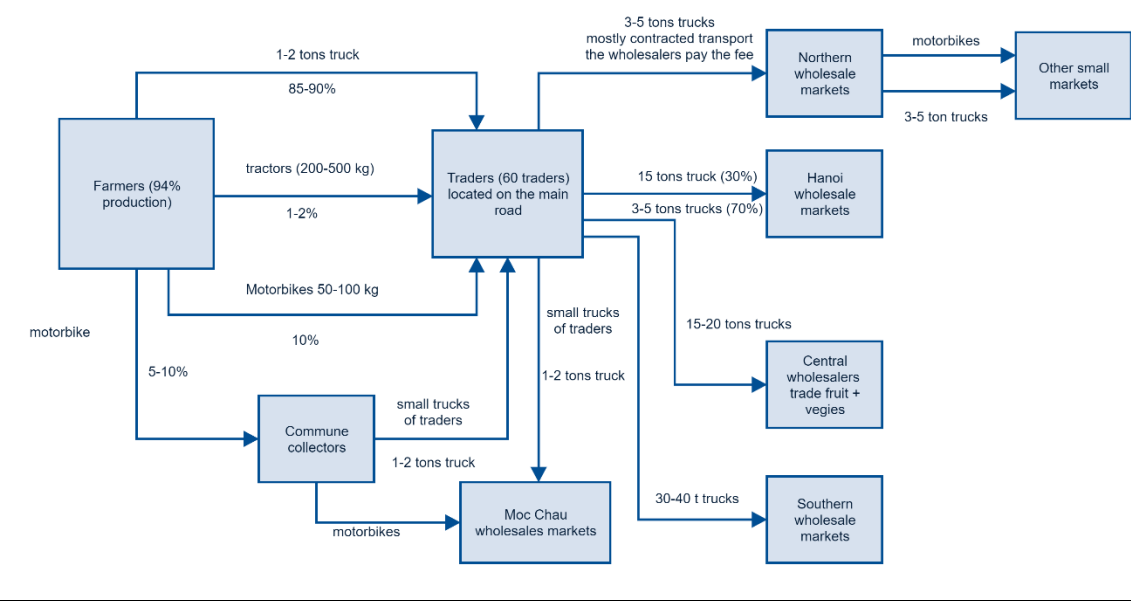 3-5 tons trucks
mostly contracted transport
the wholesalers pay the fee
motorbikes
1-2 tons truck
85-90%
Northern
wholesale
markets
Other small
markets
3-5 ton trucks
Farmers (94%
production)
tractors (200-500 kg)
1-2%
Traders (60 traders)
located on the main
road
15 tons truck (30%)
3-5 tons trucks (70%)
Hanoi
wholesale
markets
Motorbikes 50-100 kg
10%
motorbike
5-10%
small trucks
of traders
1-2 tons truck
15-20 tons trucks
Central
wholesalers
trade fruit +
vegies
Commune
collectors
small trucks
of traders
1-2 tons truck
motorbikes
Moc Chau
wholesales markets
30-40 t trucks
Southern
wholesale
markets